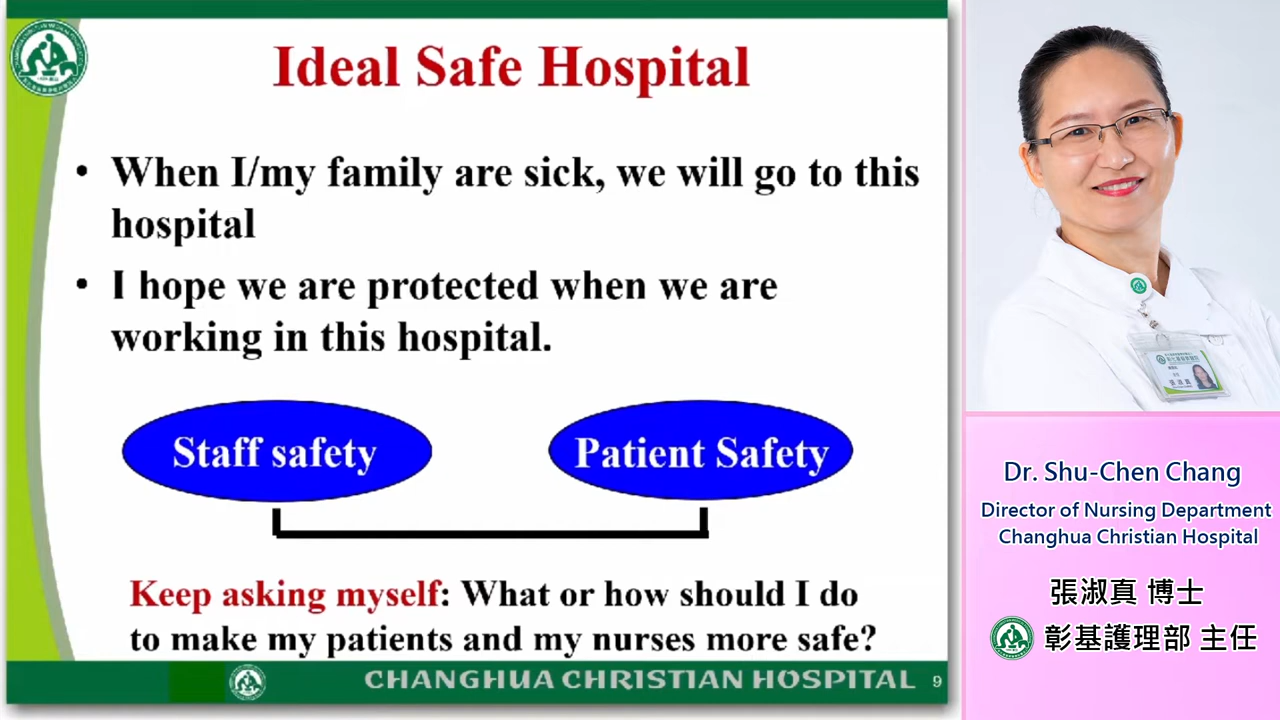 Ideal Safe Hospital
• When I/my family are sick, we will go to this
hospital
• I hope we are protected when we are
working in this hospital.
Staff safety
Patient Safety
Keep asking myself: What or how should I do
to make my patients and my nurses more safe?
CHANGHUA CHRISTIAN HOSPITAL
9
Dr. Shu-Chen Chang
Director of Nursing Department
Changhua Christian Hospital
張淑真 博士
彰基護理部 主任